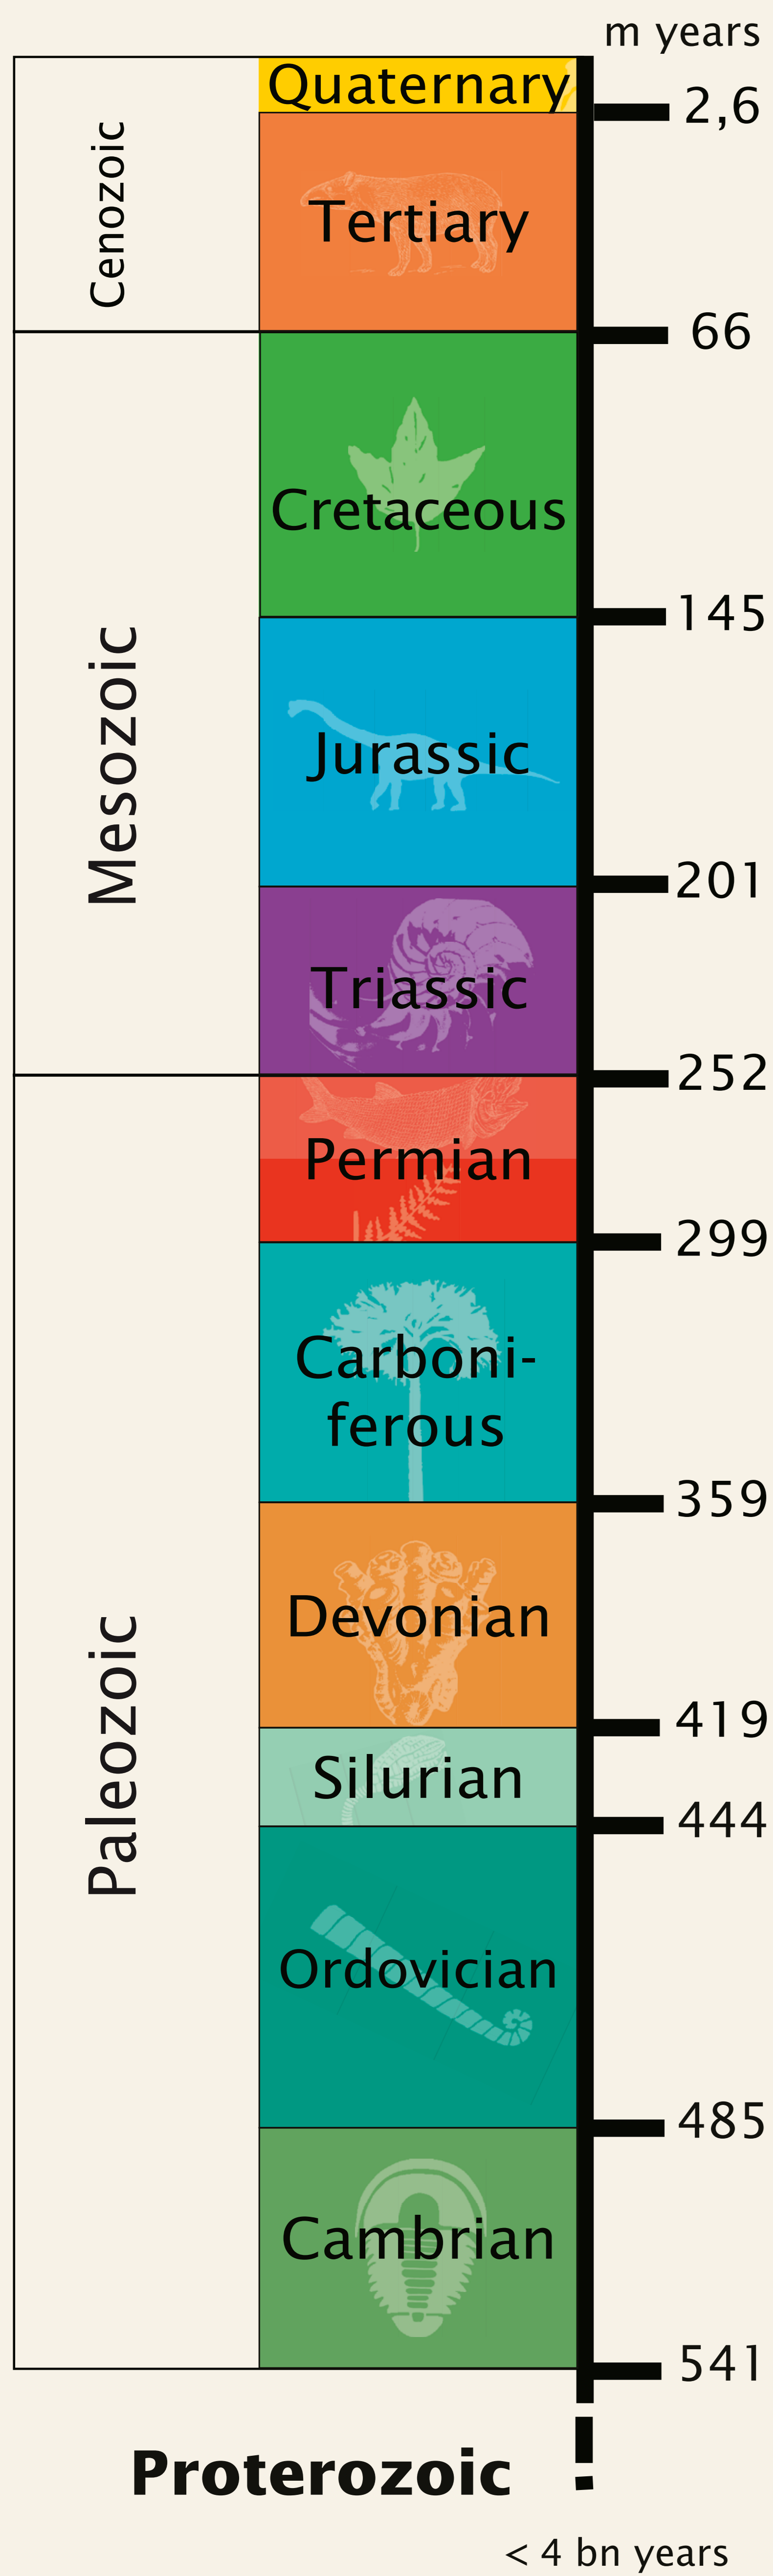 m years
Quaternary
2,6
Cenozoic
Tertiary
66
Cretaceous
145
Mesozoic
Jurassic
201
Triassic
252
Permian
299
Carboni-
ferous
359
Devonian
419
Paleozoic
Silurian
444
Ordovician
485
Cambrian
541
Proterozoic
< 4 bn years